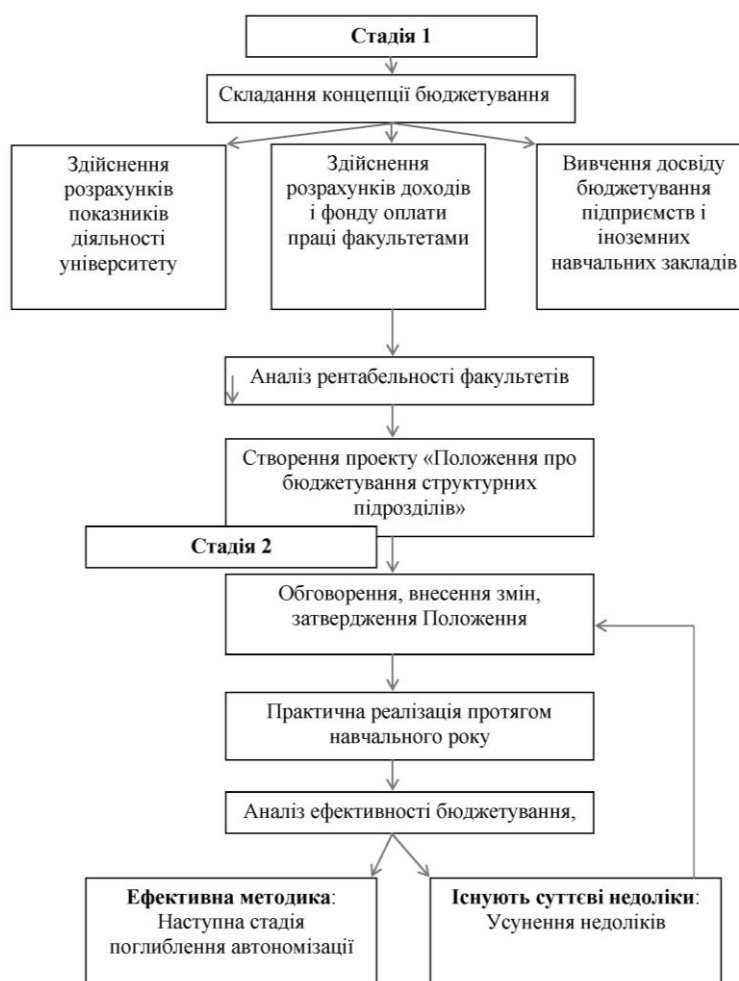 Стадія 1
Складання концепції бюджетування
Здійснення
розрахунків
показників
діяльності
університету
Здійснення
розрахунків доходів
і фонду оплати
праці факультетами
Вивчення досвіду
бюджетування
підприємств і
іноземних
навчальних закладів
Аналіз рентабельності факультетів
Створення проекту «Положення про
бюджетування структурних
підрозділів»
Стадія 2
Обговорення, внесення змін,
затвердження Положення
Практична реалізація протягом
навчального року
Аналіз ефективності бюджетування,
Ефективна методика:
Наступна стадія
поглиблення автономізації
Існують суттєві недоліки:
Усунення недоліків